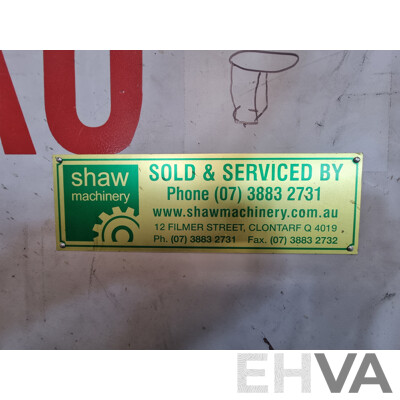 AU
shaw
machinery
SOLD & SERVICED BY
Phone (07) 3883 2731
www.shawmachinery.com.au
12 FILMER STREET, CLONTARF Q 4019
Ph. (07) 3883 2731 Fax. (07) 3883 2732
EHVA